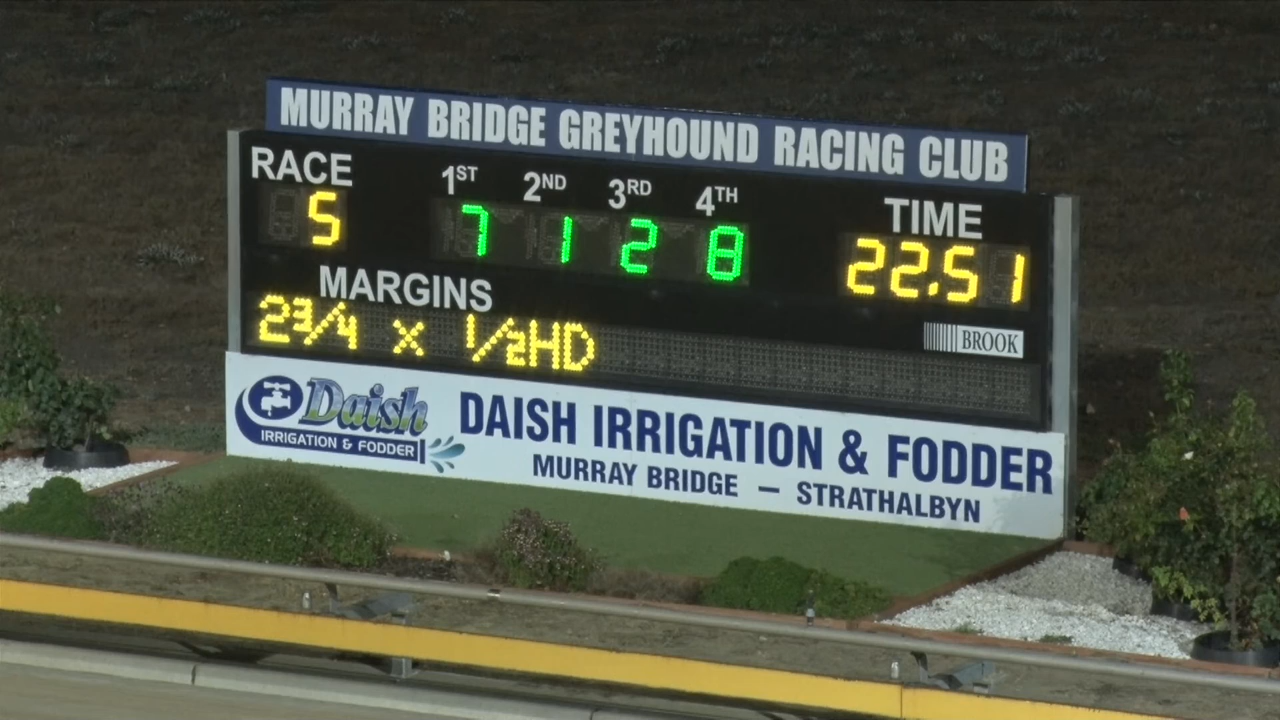 MURRAY BRIDGE GREYHOUND RACING CLUB
RACE 1ST 2ND 3RD 4TH TIME
5 7 1 2 8 22.51
MARGINS
2¾ x ½HD
BROOK
Daish
IRRIGATION & FODDER
DAISH IRRIGATION & FODDER
MURRAY BRIDGE – STRATHALBYN